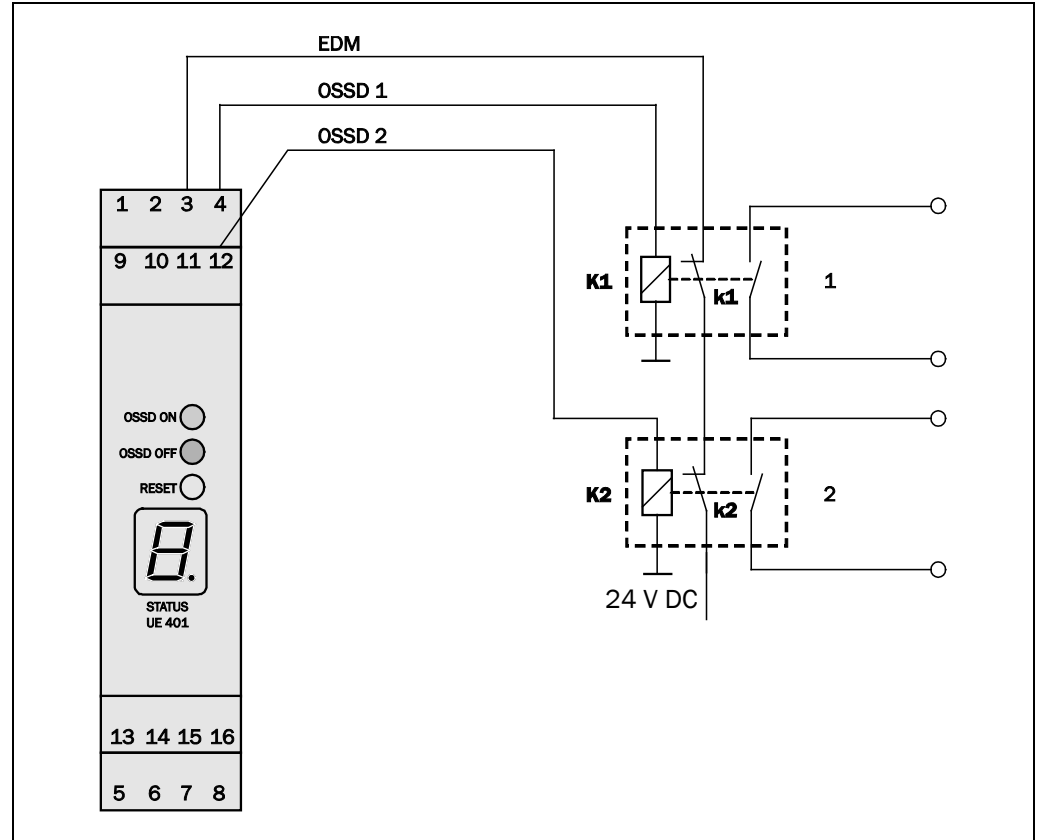 EDM
OSSD 1
OSSD 2
1 2 3 4
9 10 11 12
K1
k1
1
OSSD ON
OSSD OFF
RESET
8.
STATUS
UE 401
K2
k2
2
24 V DC
13 14 15 16
5 6 7 8